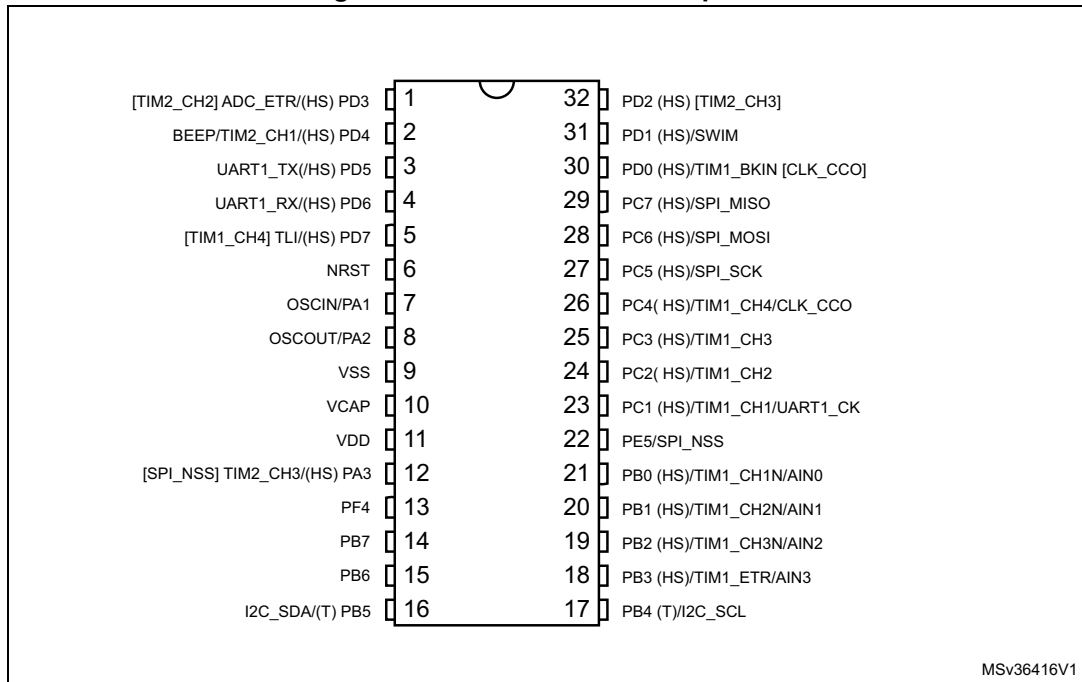 [TIM2_CH2] ADC_ETR/(HS) PD3 1 32 PD2 (HS) [TIM2_CH3]
BEEP/TIM2_CH1/(HS) PD4 2 31 PD1 (HS)/SWIM
UART1_TX(/HS) PD5 3 30 PD0 (HS)/TIM1_BKIN [CLK_CCO]
UART1_RX/(HS) PD6 4 29 PC7 (HS)/SPI_MISO
[TIM1_CH4] TLI/(HS) PD7 5 28 PC6 (HS)/SPI_MOSI
NRST 6 27 PC5 (HS)/SPI_SCK
OSCIN/PA1 7 26 PC4( HS)/TIM1_CH4/CLK_CCO
OSCOUT/PA2 8 25 PC3 (HS)/TIM1_CH3
VSS 9 24 PC2( HS)/TIM1_CH2
VCAP 10 23 PC1 (HS)/TIM1_CH1/UART1_CK
VDD 11 22 PE5/SPI_NSS
[SPI_NSS] TIM2_CH3/(HS) PA3 12 21 PB0 (HS)/TIM1_CH1N/AIN0
PF4 13 20 PB1 (HS)/TIM1_CH2N/AIN1
PB7 14 19 PB2 (HS)/TIM1_CH3N/AIN2
PB6 15 18 PB3 (HS)/TIM1_ETR/AIN3
I2C_SDA/(T) PB5 16 17 PB4 (T)/I2C_SCL
MSv36416V1